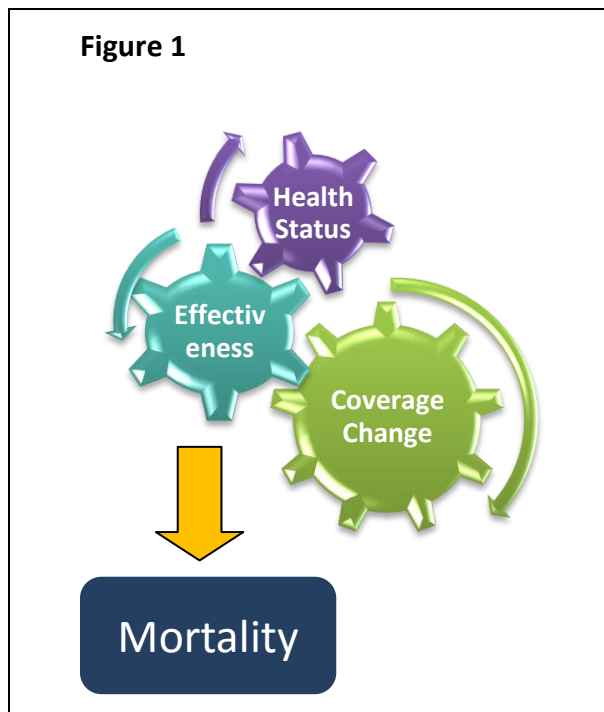 Figure 1
Health
Status
Effectiv
eness
Coverage
Change
Mortality